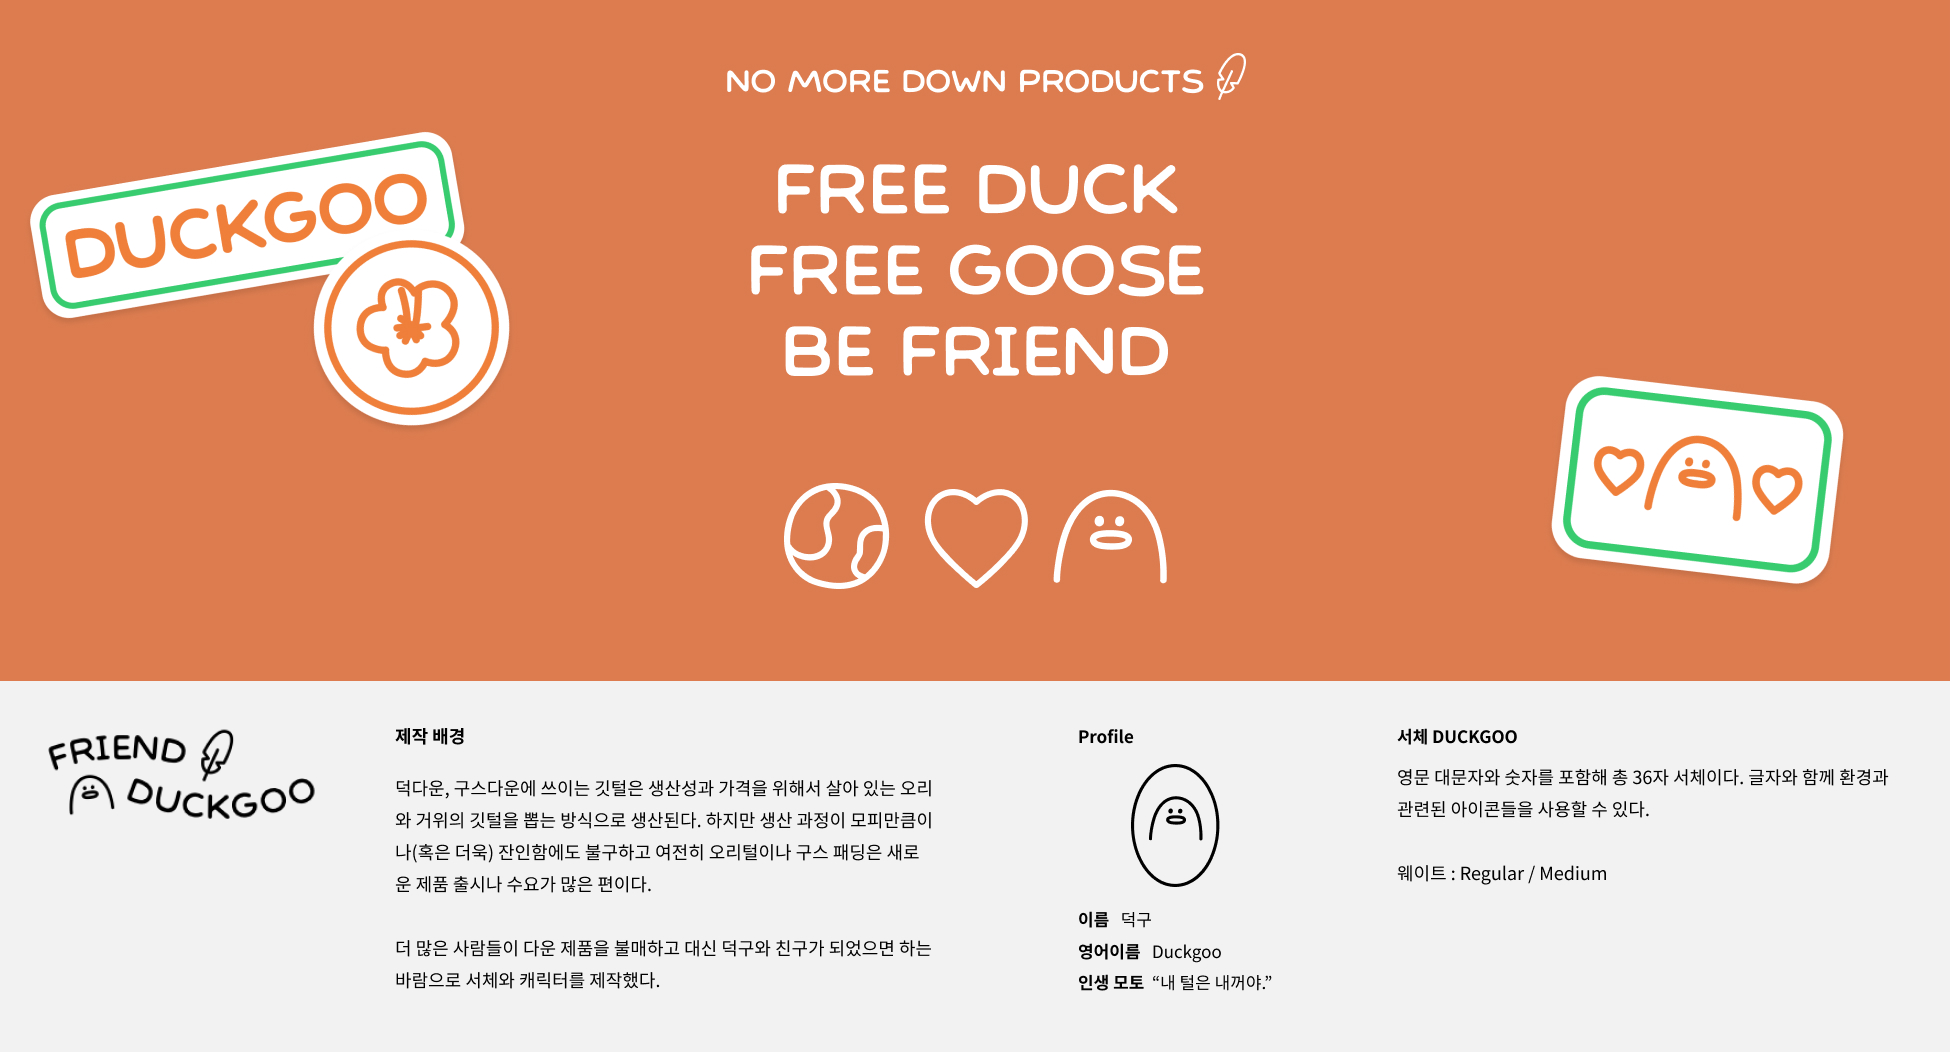 NO MORE DOWN PRODUCTS
DUCKGOO
FREE DUCK
FREE GOOSE
BE FRIEND
FRIEND
DUCKGOO
제작 배경
덕다운, 구스다운에 쓰이는 깃털은 생산성과 가격을 위해서 살아 있는 오리
와 거위의 깃털을 뽑는 방식으로 생산된다. 하지만 생산 과정이 모피만큼이
나(혹은 더욱) 잔인함에도 불구하고 여전히 오리털이나 구스 패딩은 새로
운 제품 출시나 수요가 많은 편이다.
더 많은 사람들이 다운 제품을 불매하고 대신 덕구와 친구가 되었으면 하는
바람으로 서체와 캐릭터를 제작했다.
Profile
이름 덕구
영어이름 Duckgoo
인생 모토 “내 털은 내꺼야.”
서체 DUCKGOO
영문 대문자와 숫자를 포함해 총 36자 서체이다. 글자와 함께 환경과
관련된 아이콘들을 사용할 수 있다.
웨이트 : Regular / Medium